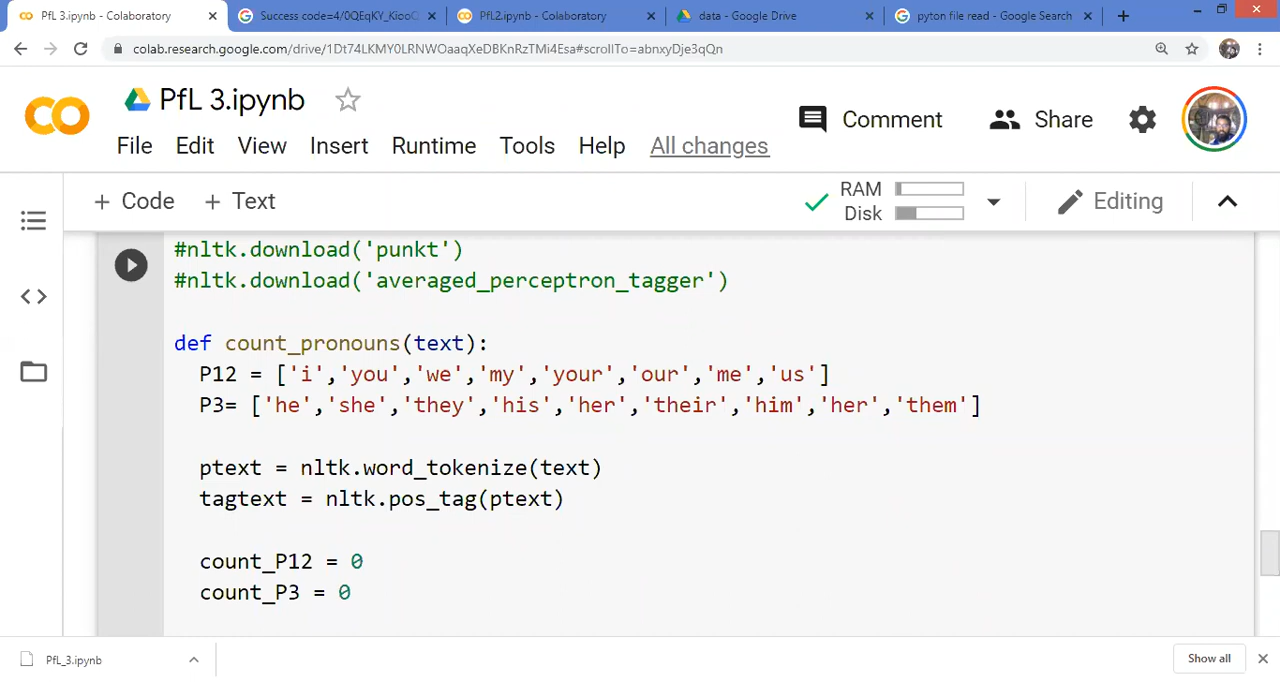 PfL 3.ipynb - Colaboratory
Success code=4/0QEqKY_KiooC
PfL2.ipynb - Colaboratory
data - Google Drive
pyton file read - Google Search
colab.research.google.com/drive/1Dt74LKMY0LRNWOaaqXeDBKnRzTMi4Esa#scrollTo=abnxyDje3qQn
PfL 3.ipynb
Comment
Share
File Edit View Insert Runtime Tools Help All changes
+ Code + Text
RAM
Disk
Editing
#nltk.download('punkt')
#nltk.download('averaged_perceptron_tagger')
def count_pronouns(text):
P12 = ['i','you','we','my','your','our','me','us']
P3= ['he','she','they','his','her','their','him','her','them']
ptext = nltk.word_tokenize(text)
tagtext = nltk.pos_tag(ptext)
count_P12 = 0
count_P3 = 0
PfL_3.ipynb
Show all